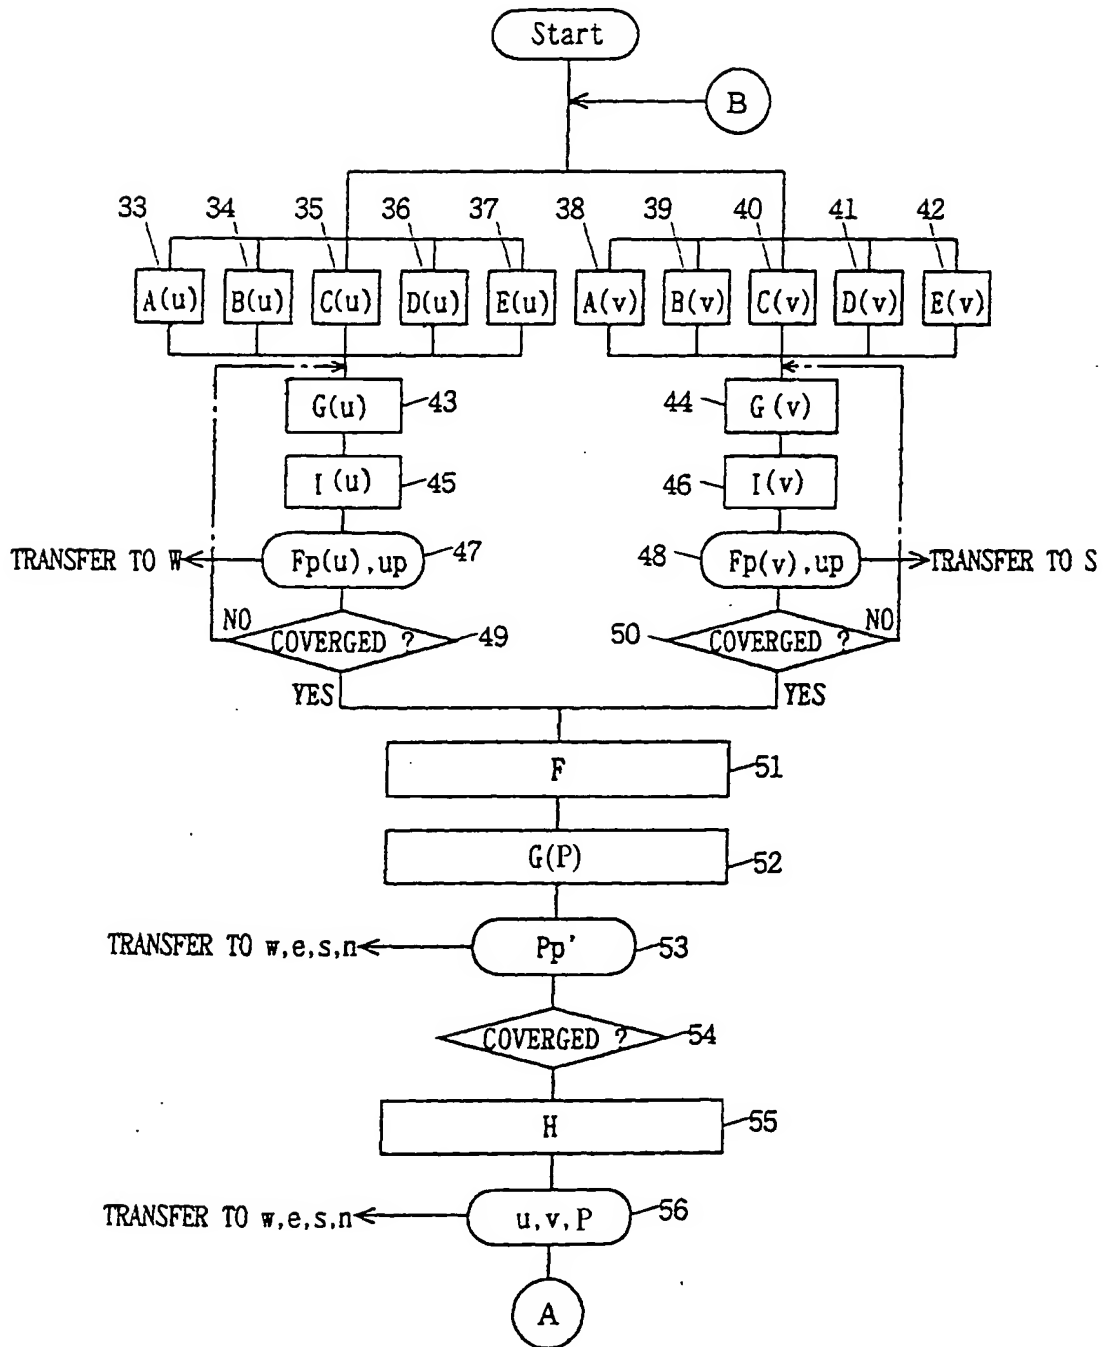 Start
B
33 34 35 36 37 38 39 40 41 42
A(u) B(u) C(u) D(u) E(u) A(v) B(v) C(v) D(v) E(v)
G(u) 43 44 G(v)
I(u) 45 46 I(v)
TRANSFER TO W Fp(u),up 47 48 Fp(v),up TRANSFER TO S
NO COVERGED ? 49 50 COVERGED ? NO
YES YES
F 51
G(P) 52
TRANSFER TO w,e,s,n Pp' 53
COVERGED ? 54
H 55
TRANSFER TO w,e,s,n u,v,P 56
A